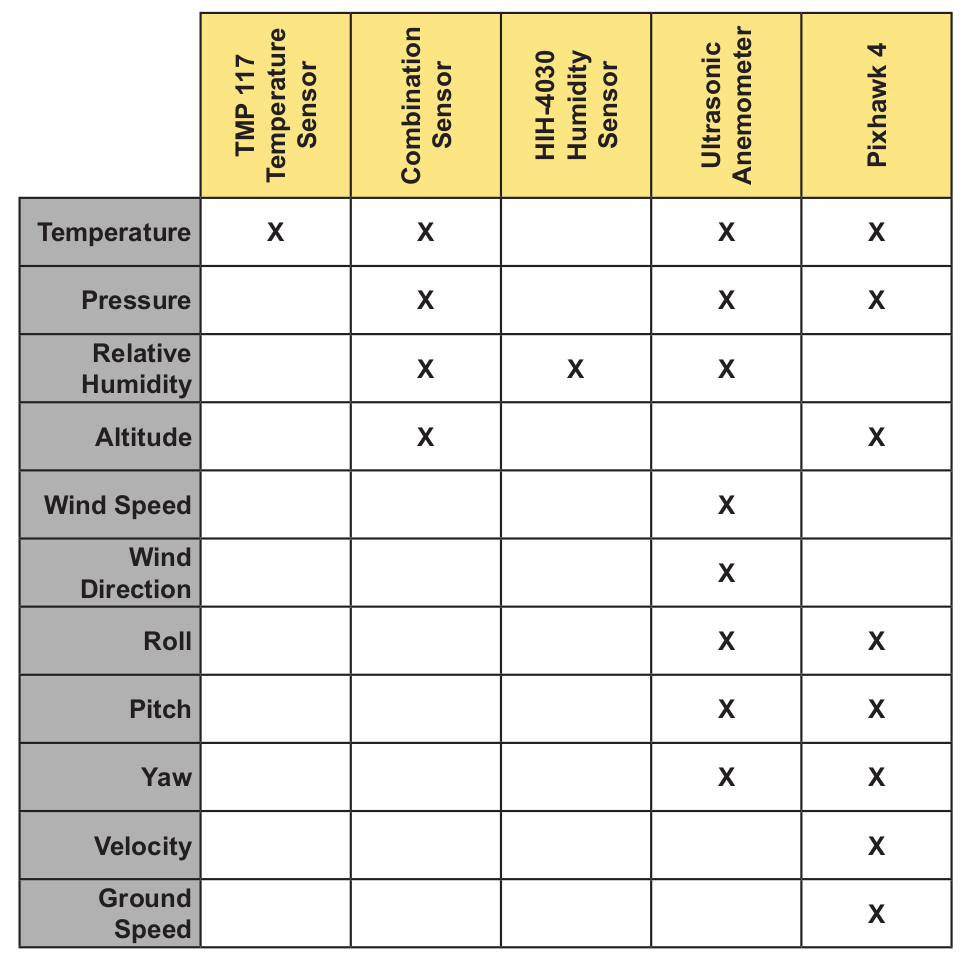 TMP 117
Temperature
Sensor
Combination
Sensor
HIH-4030
Humidity
Sensor
Ultrasonic
Anemometer
Pixhawk 4
Temperature X X X X
Pressure X X X
Relative
Humidity X X X
Altitude X X
Wind Speed X
Wind
Direction X
Roll X X
Pitch X X
Yaw X X
Velocity X
Ground
Speed X